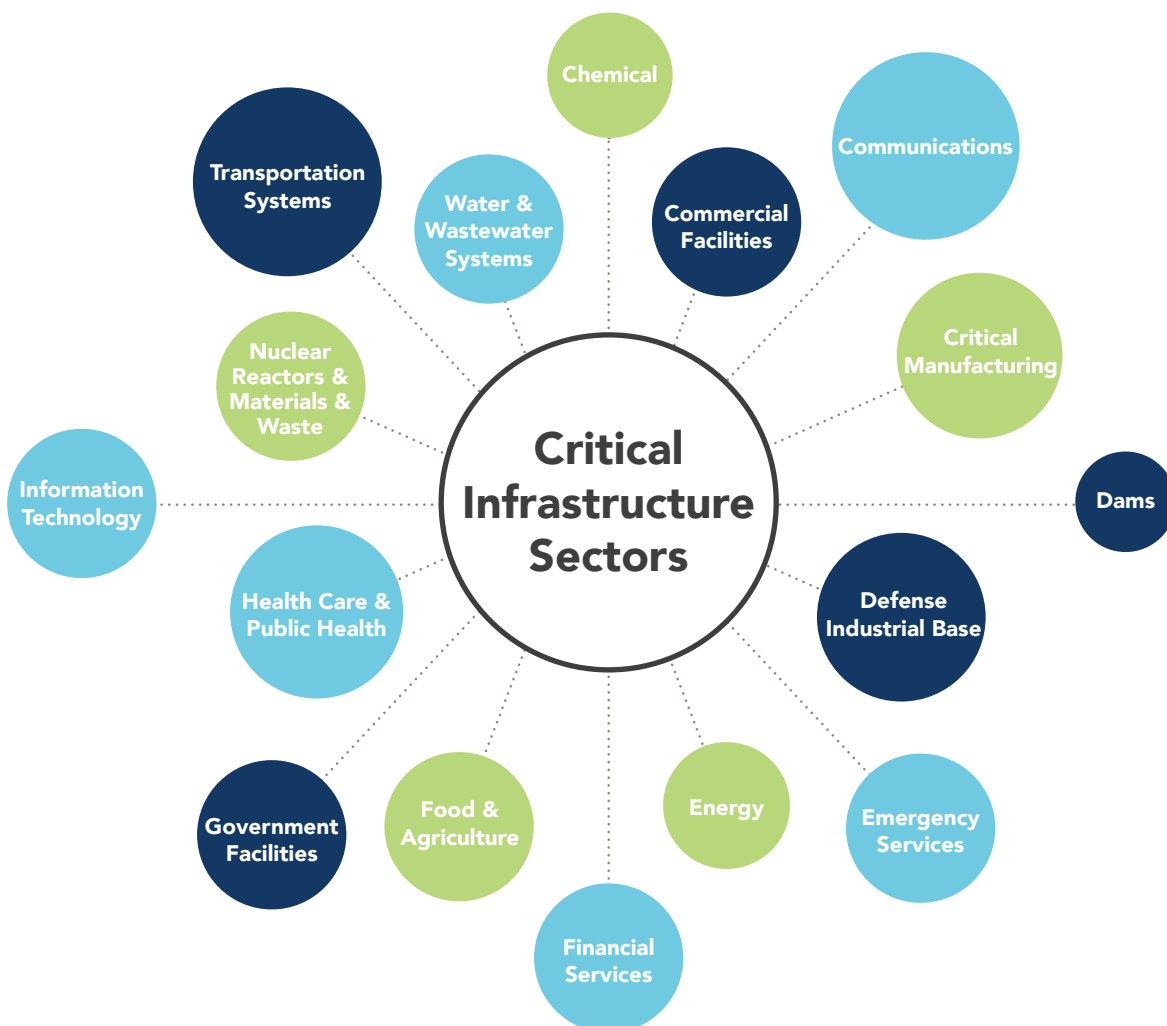 Chemical
Communications
Transportation
Systems
Water &
Wastewater
Systems
Commercial
Facilities
Critical
Manufacturing
Nuclear
Reactors &
Materials &
Waste
Critical
Infrastructure
Sectors
Information
Technology
Dams
Health Care &
Public Health
Defense
Industrial Base
Government
Facilities
Food &
Agriculture
Energy
Emergency
Services
Financial
Services